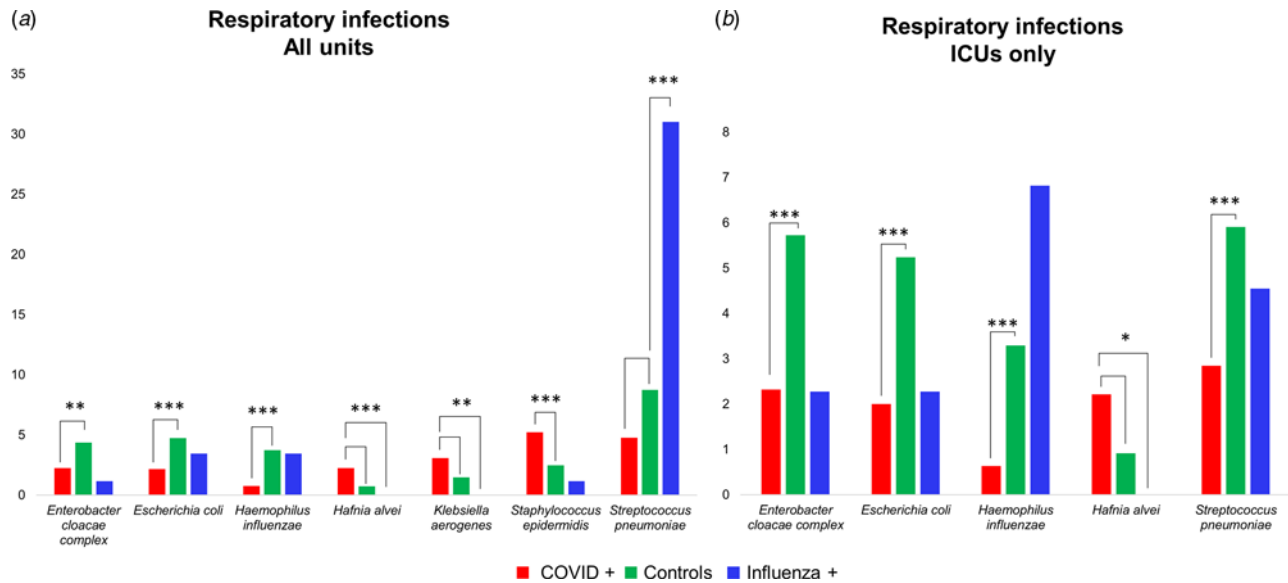 (a)
Respiratory infections
All units
35
30
25
20
15
10
5
0
**
***
***
***
**
***
***
Enterobacter
cloacae
complex
Escherichia coli
Haemophilus
influenzae
Hafnia alvei
Klebsiella
aerogenes
Staphylococcus
epidermidis
Streptococcus
pneumoniae
(b)
Respiratory infections
ICUs only
8
7
6
5
4
3
2
1
0
***
***
***
*
***
Enterobacter
cloacae complex
Escherichia coli
Haemophilus
influenzae
Hafnia alvei
Streptococcus
pneumoniae
COVID + Controls Influenza +